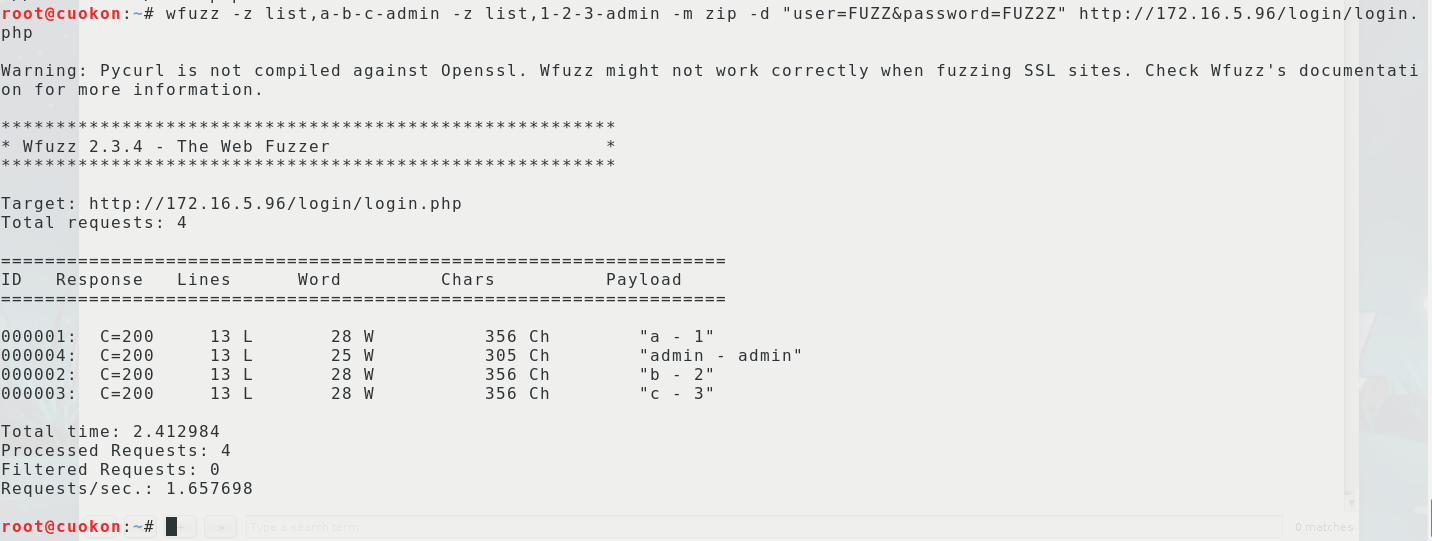 root@cuokon:~# wfuzz -z list,a-b-c-admin -z list,1-2-3-admin -m zip -d "user=FUZZ&password=FUZ2Z" http://172.16.5.96/login/login.
php
Warning: Pycurl is not compiled against Openssl. Wfuzz might not work correctly when fuzzing SSL sites. Check Wfuzz's documentati
on for more information.
********************************************************
* Wfuzz 2.3.4 - The Web Fuzzer                         *
********************************************************
Target: http://172.16.5.96/login/login.php
Total requests: 4
==================================================================
ID   Response   Lines      Word         Chars          Payload
==================================================================
000001:  C=200     13 L       28 W          356 Ch        "a - 1"
000004:  C=200     13 L       25 W          305 Ch        "admin - admin"
000002:  C=200     13 L       28 W          356 Ch        "b - 2"
000003:  C=200     13 L       28 W          356 Ch        "c - 3"
Total time: 2.412984
Processed Requests: 4
Filtered Requests: 0
Requests/sec.: 1.657698
root@cuokon:~#
Type a search term
0 matches